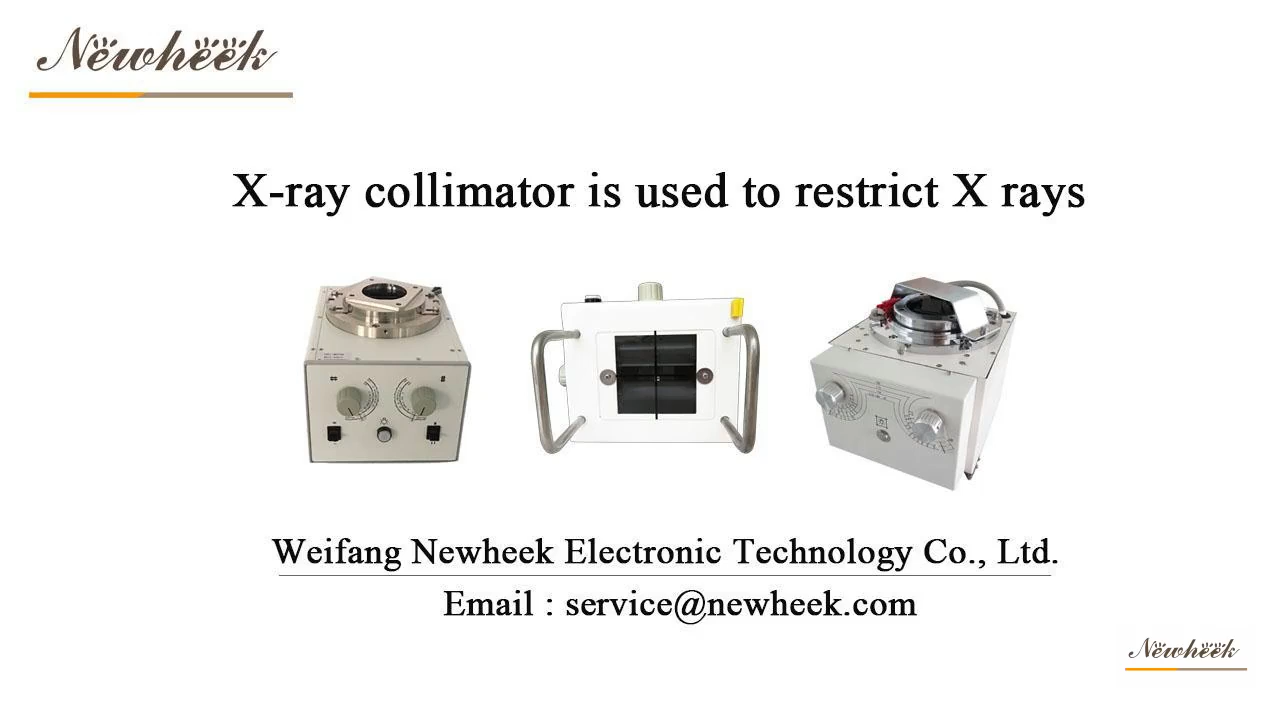 Newheek
X-ray collimator is used to restrict X rays
Weifang Newheek Electronic Technology Co., Ltd.
Email : service@newheek.com
Newheek